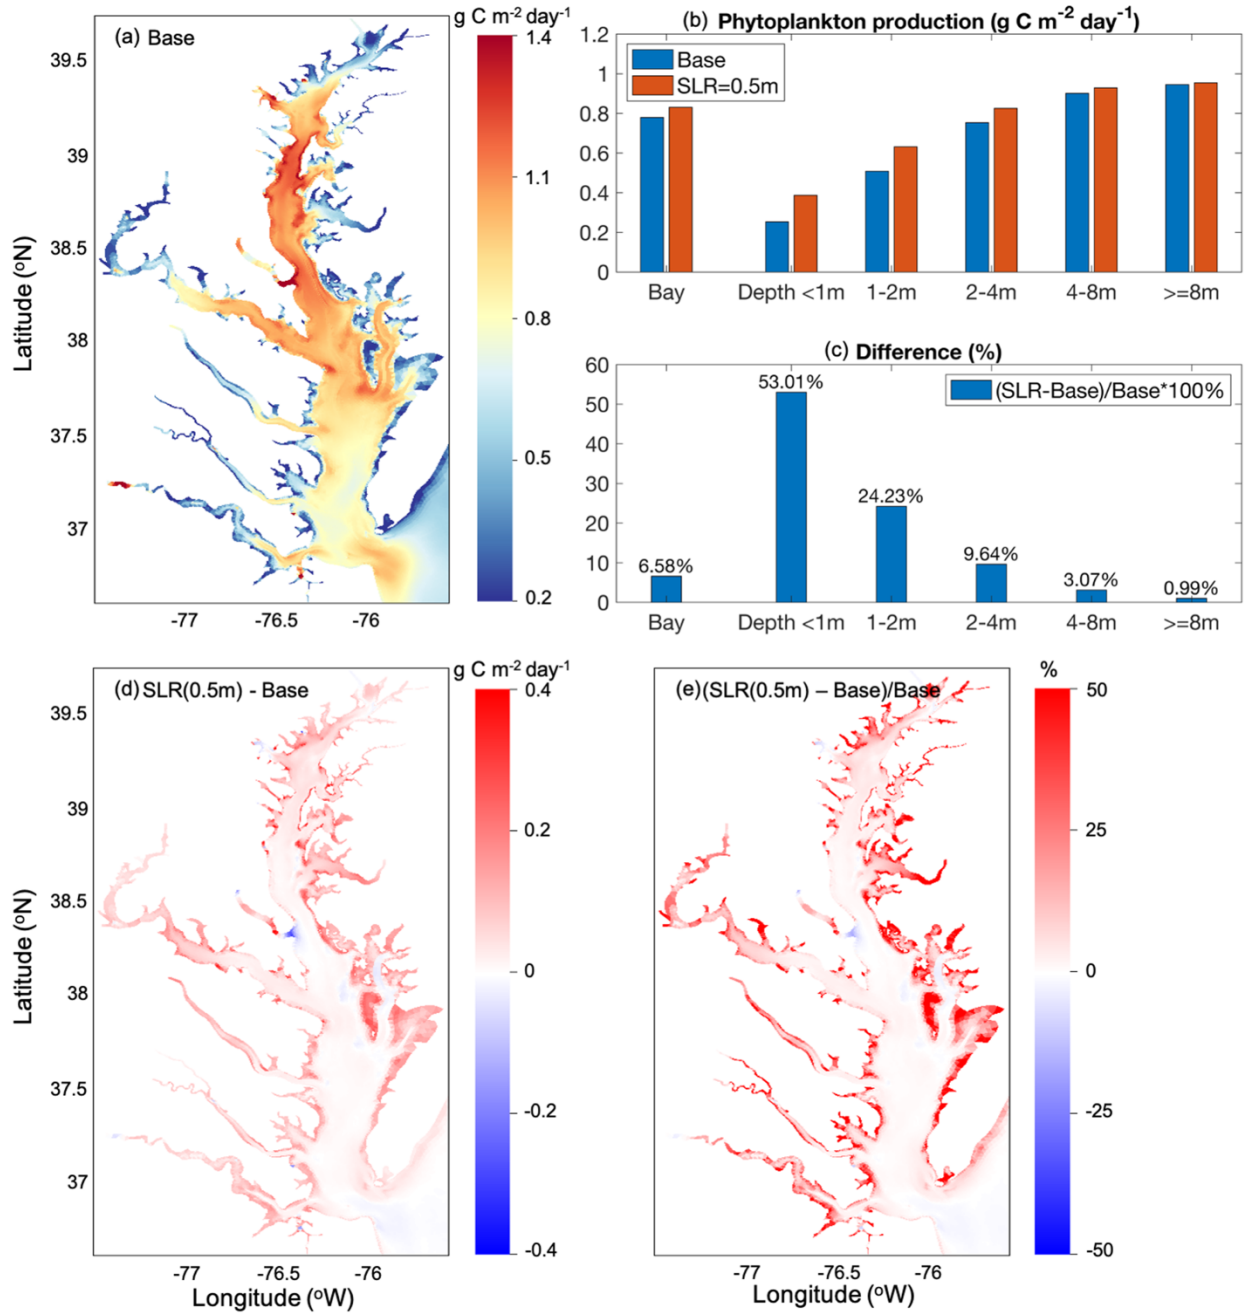 (a) Base
g C m-2 day-1
1.4
1.1
0.8
0.5
0.2
39.5
39
38.5
38
37.5
37
Latitude (oN)
-77 -76.5 -76
(b) Phytoplankton production (g C m-2 day-1)
1.2
1
0.8
0.6
0.4
0.2
0
Base
SLR=0.5m
Bay Depth <1m 1-2m 2-4m 4-8m >=8m
(c) Difference (%)
60
50
40
30
20
10
0
(SLR-Base)/Base*100%
6.58% 53.01% 24.23% 9.64% 3.07% 0.99%
Bay Depth <1m 1-2m 2-4m 4-8m >=8m
(d) SLR(0.5m) - Base
g C m-2 day-1
0.4
0.2
0
-0.2
-0.4
39.5
39
38.5
38
37.5
37
Latitude (oN)
-77 -76.5 -76
Longitude (oW)
(e)(SLR(0.5m) – Base)/Base
%
50
25
0
-25
-50
-77 -76.5 -76
Longitude (oW)